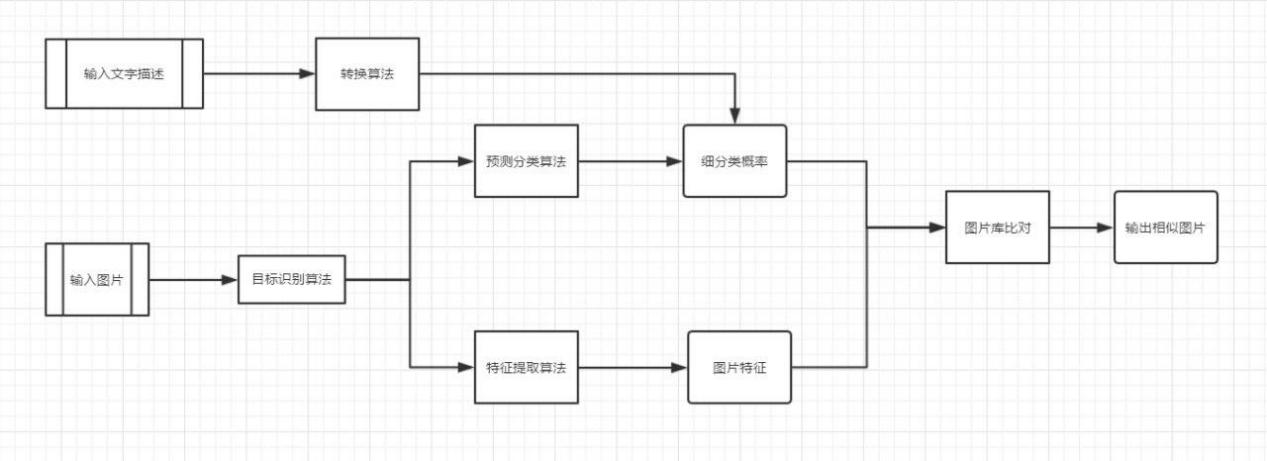 输入文字描述
转换算法
预测分类算法
细分类概率
图片库比对
输出相似图片
输入图片
目标识别算法
特征提取算法
图片特征